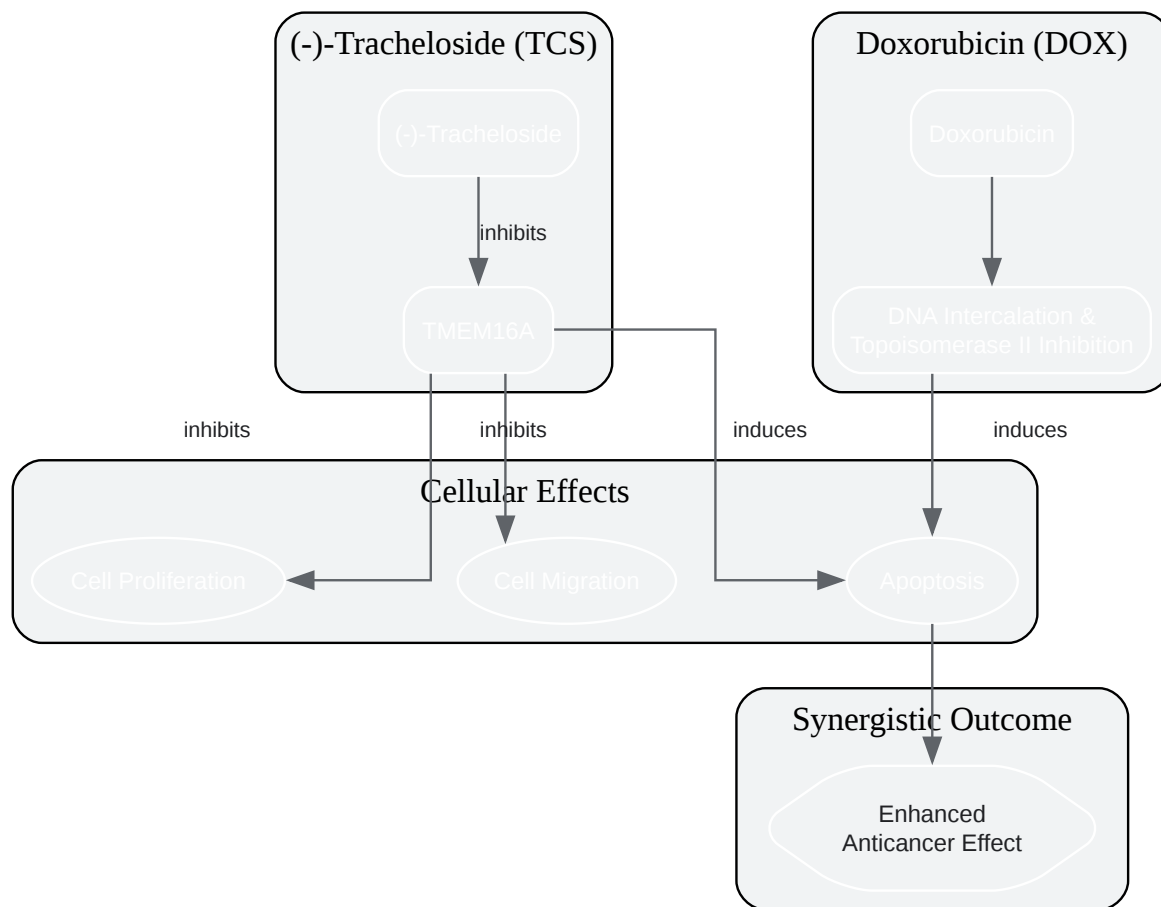 (-)-Tracheloside (TCS)
Doxorubicin (DOX)
(-)-Tracheloside
Doxorubicin
inhibits
TMEM16A
DNA Intercalation &
Topoisomerase II Inhibition
inhibits
inhibits
induces
induces
Cellular Effects
Cell Proliferation
Cell Migration
Apoptosis
Synergistic Outcome
Enhanced
Anticancer Effect